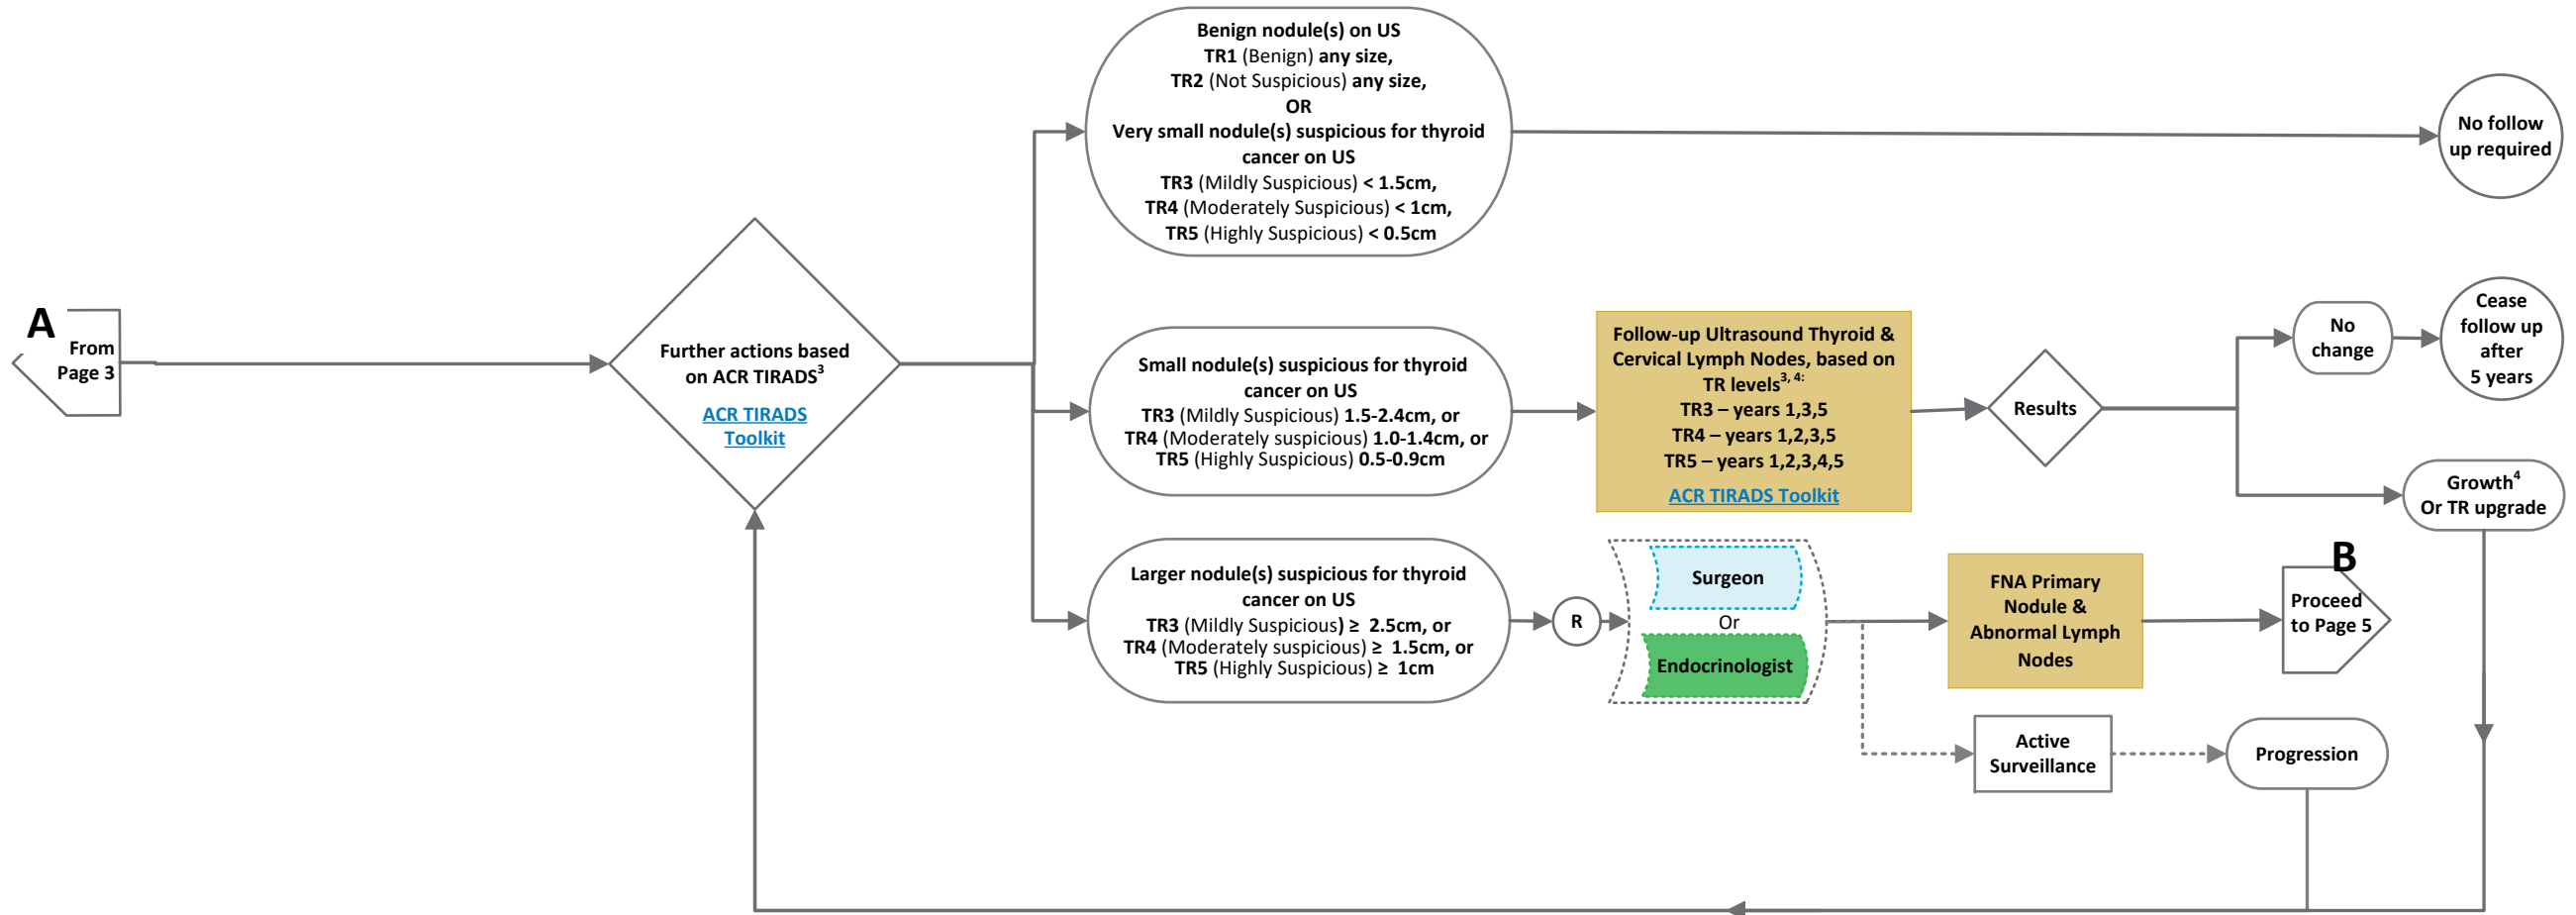 A
From
Page 3
Further actions based
on ACR TIRADS3
ACR TIRADS
Toolkit
Benign nodule(s) on US
TR1 (Benign) any size,
TR2 (Not Suspicious) any size,
OR
Very small nodule(s) suspicious for thyroid
cancer on US
TR3 (Mildly Suspicious) < 1.5cm,
TR4 (Moderately Suspicious) < 1cm,
TR5 (Highly Suspicious) < 0.5cm
No follow
up required
Small nodule(s) suspicious for thyroid
cancer on US
TR3 (Mildly Suspicious) 1.5-2.4cm, or
TR4 (Moderately suspicious) 1.0-1.4cm, or
TR5 (Highly Suspicious) 0.5-0.9cm
Follow-up Ultrasound Thyroid &
Cervical Lymph Nodes, based on
TR levels3, 4:
TR3 – years 1,3,5
TR4 – years 1,2,3,5
TR5 – years 1,2,3,4,5
ACR TIRADS Toolkit
Results
No
change
Cease
follow up
after
5 years
Growth4
Or TR upgrade
Larger nodule(s) suspicious for thyroid
cancer on US
TR3 (Mildly Suspicious) ≥ 2.5cm, or
TR4 (Moderately suspicious) ≥ 1.5cm, or
TR5 (Highly Suspicious) ≥ 1cm
R
Surgeon
Or
Endocrinologist
FNA Primary
Nodule &
Abnormal Lymph
Nodes
B
Proceed
to Page 5
Active
Surveillance
Progression